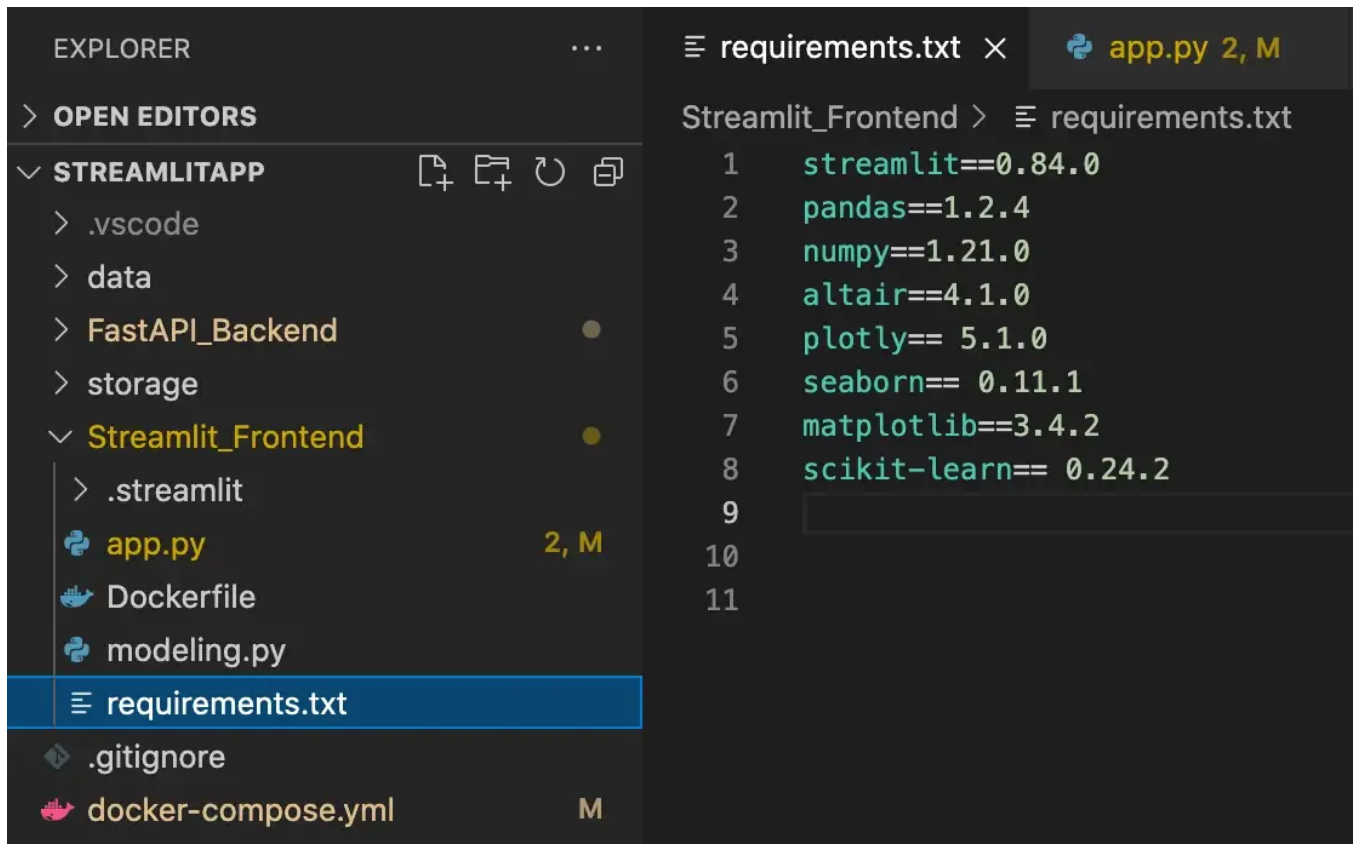 EXPLORER ...
OPEN EDITORS
STREAMLITAPP
.vscode
data
FastAPI_Backend
storage
Streamlit_Frontend
.streamlit
app.py 2, M
Dockerfile
modeling.py
requirements.txt
.gitignore
docker-compose.yml M
requirements.txt app.py 2, M
Streamlit_Frontend > requirements.txt
1 streamlit==0.84.0
2 pandas==1.2.4
3 numpy==1.21.0
4 altair==4.1.0
5 plotly== 5.1.0
6 seaborn== 0.11.1
7 matplotlib==3.4.2
8 scikit-learn== 0.24.2
9
10
11